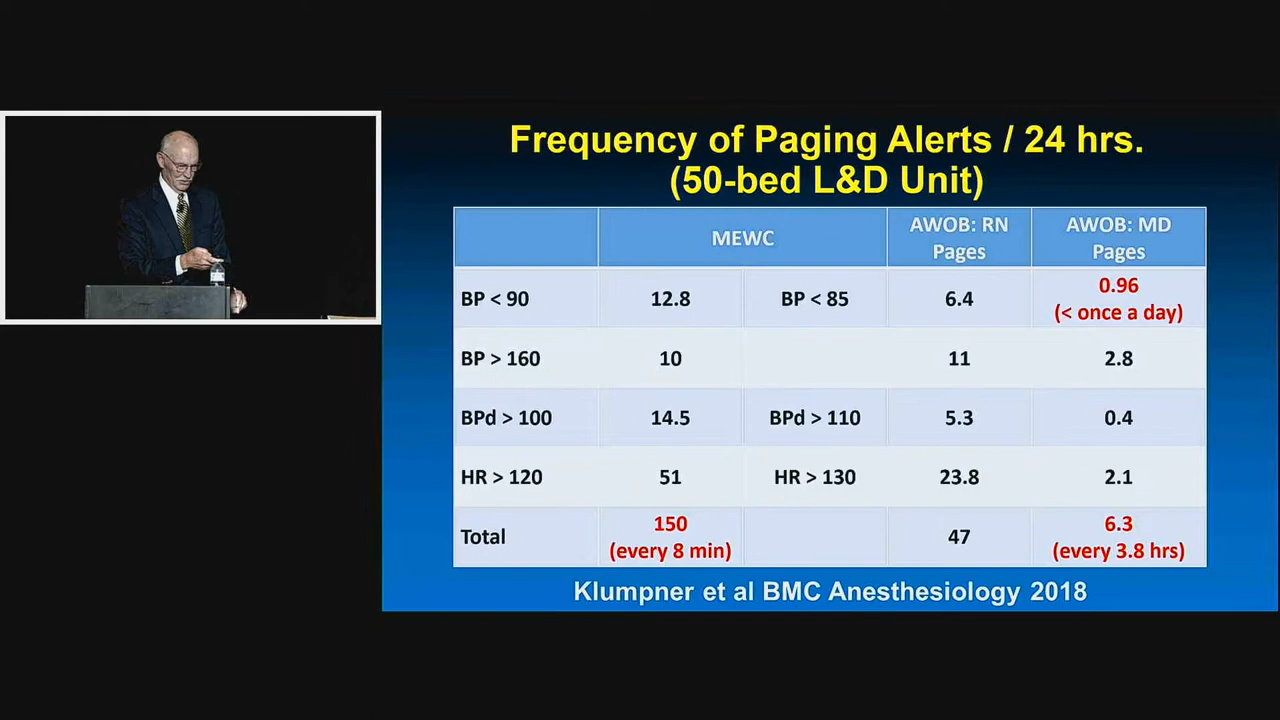 Frequency of Paging Alerts / 24 hrs.
(50-bed L&D Unit)
MEWC AWOB: RN Pages AWOB: MD Pages
BP < 90 12.8 BP < 85 6.4 0.96 (< once a day)
BP > 160 10 11 2.8
BPd > 100 14.5 BPd > 110 5.3 0.4
HR > 120 51 HR > 130 23.8 2.1
Total 150 (every 8 min) 47 6.3 (every 3.8 hrs)
Klumpner et al BMC Anesthesiology 2018